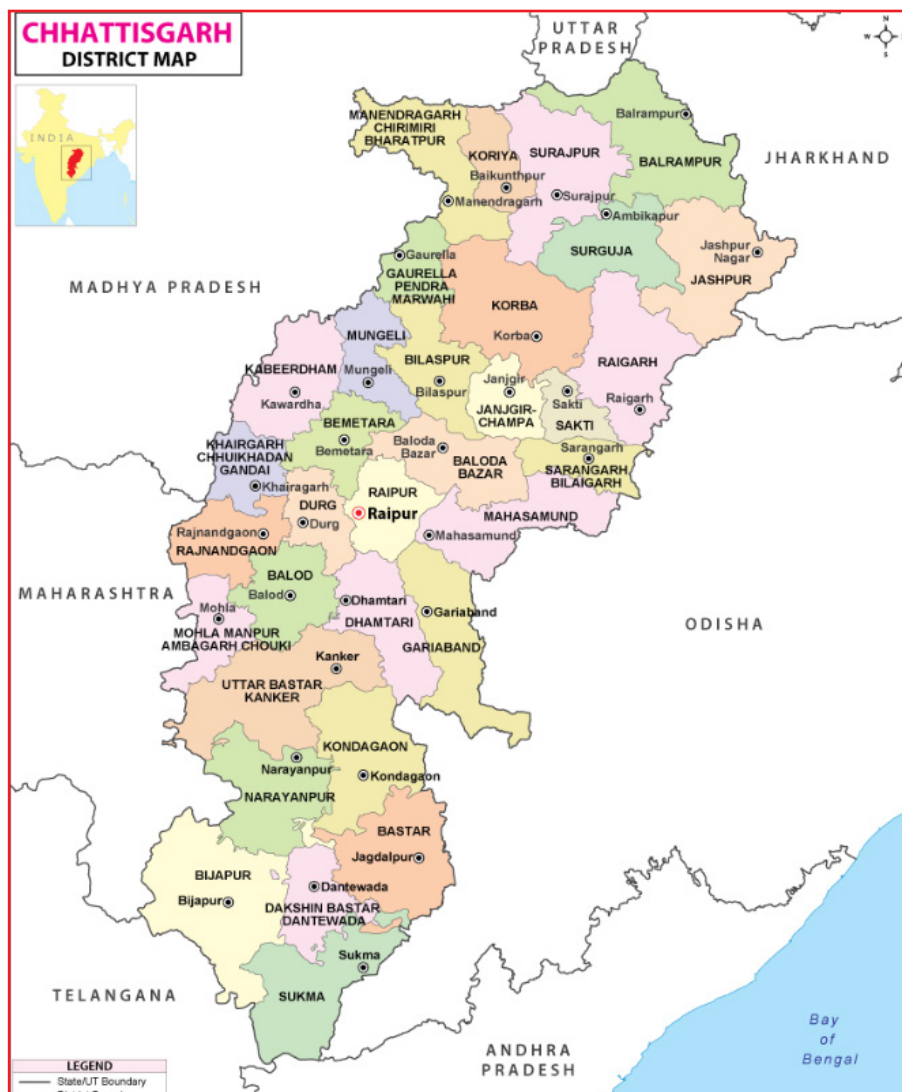 CHHATTISGARH
DISTRICT MAP
UTTAR
PRADESH
N
W
S
INDIA
MANENDRAGARH
CHIRIMIRI
BHARATPUR
Balrampur
KORIYA
SURAJPUR
BALRAMPUR
JHARKHAND
Baikunthpur
Surajpur
Manendragarh
Ambikapur
SURGUJA
Jashpur
Nagar
JASHPUR
Gaurella
GAURELLA
PENDRA
MARWAHI
MADHYA PRADESH
KORBA
Korba
MUNGELI
RAIGARH
BILASPUR
KABEERDHAM
Mungeli
Bilaspur
Janjgir
JANJGIR-
CHAMPA
Sakti
SAKTI
Raigarh
Kawardha
BEMETARA
Bemetara
KHAIRGARH
CHHUIKHADAN
GANDAI
Khairagarh
Baloda
Bazar
BALODA
BAZAR
Sarangarh
SARANGARH
BILAIGARH
RAIPUR
Raipur
DURG
Durg
MAHASAMUND
Mahasamund
Rajnandgaon
RAJNANDGAON
BALOD
Balod
MAHARASHTRA
Mohla
MOHLA MANPUR
AMBAGARH CHOUKI
Dhamtari
DHAMTARI
Gariaband
GARIABAND
ODISHA
Kanker
UTTAR BASTAR
KANKER
KONDAGAON
Kondagaon
Narayanpur
NARAYANPUR
BASTAR
Jagdalpur
BIJAPUR
Bijapur
Dantewada
DAKSHIN BASTAR
DANTEWADA
Sukma
SUKMA
TELANGANA
ANDHRA
PRADESH
Bay
of
Bengal
LEGEND
State/UT Boundary